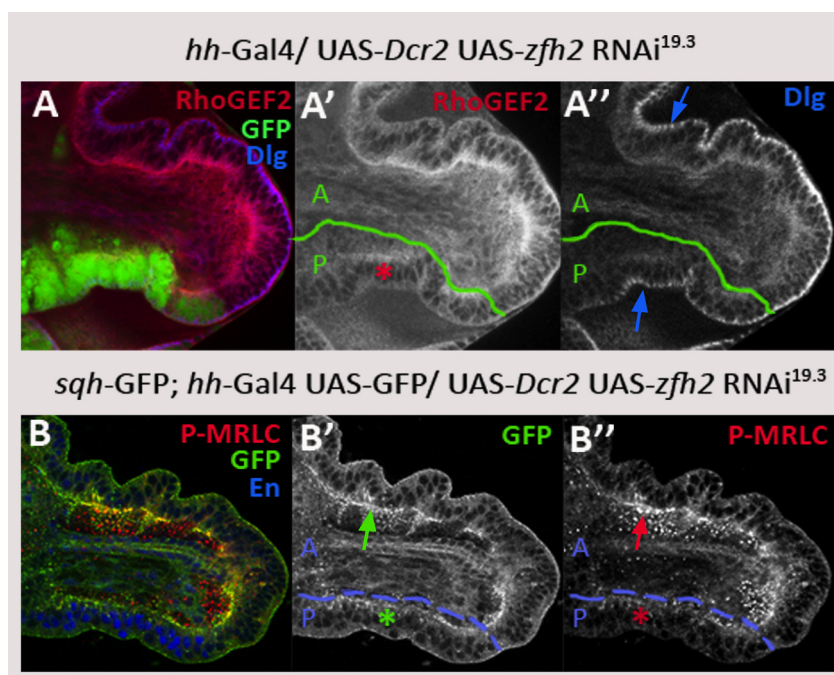 hh-Gal4/ UAS-Dcr2 UAS-zfh2 RNAi19.3
A RhoGEF2 GFP Dlg
A' RhoGEF2 A P *
A'' Dlg A P
sqh-GFP; hh-Gal4 UAS-GFP/ UAS-Dcr2 UAS-zfh2 RNAi19.3
B P-MRLC GFP En
B' GFP A P *
B'' P-MRLC A P *